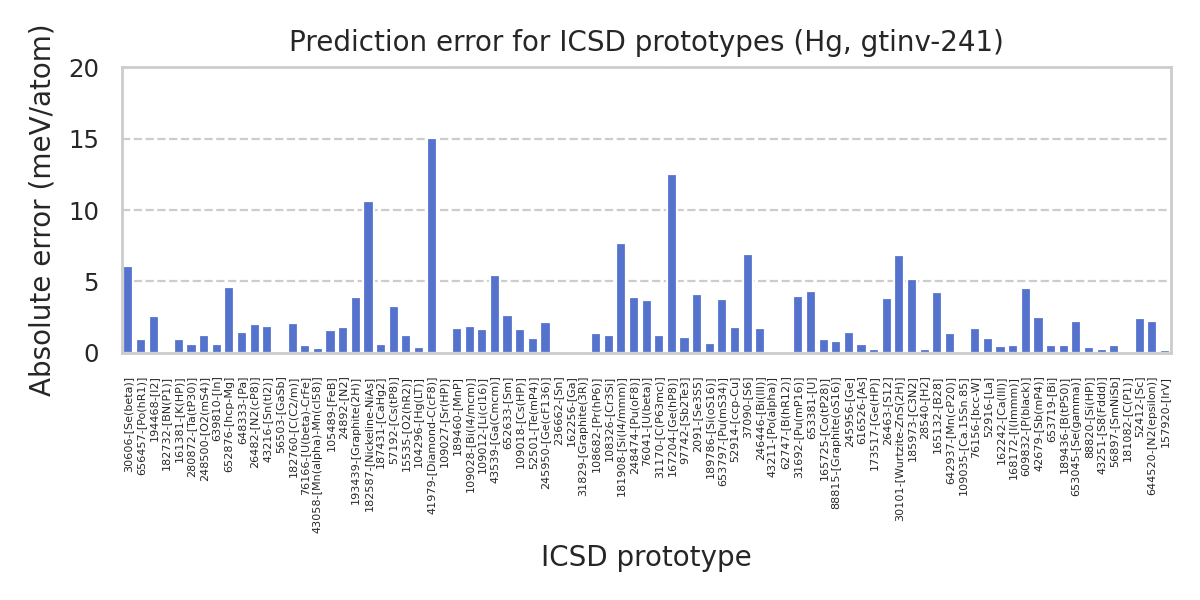 Prediction error for ICSD prototypes (Hg, gtinv-241)
Absolute error (meV/atom)
20
15
10
5
0
30606-[Se(beta)]
656457-[Po(hR1)]
194468-[I2]
182732-[BN(P1)]
161381-[K(HP)]
280872-[Ta(tP30)]
248500-[O2(mS4)]
639810-[In]
652876-[hcp-Mg]
64833-[Pa]
26482-[N2(cP8)]
43216-[Sn(tI2)]
5603-[GaSb]
182760-[C(C2/m)]
76166-[U(beta)-CrFe]
43058-[Mn(alpha)-Mn(cI58)]
105489-[FeB]
24892-[N2]
193439-[Graphite(2H)]
182587-[Nickeline-NiAs]
187431-[CaHg2]
57192-[Cs(tP8)]
15535-[O2(hR2)]
104296-[Hg(LT)]
41979-[Diamond-C(cF8)]
109027-[Sr(HP)]
189460-[MnP]
109028-[Bi(I4/mcm)]
109012-[Li(cI16)]
43539-[Ga(Cmcm)]
652633-[Sm]
109018-[Cs(HP)]
52501-[Te(mP4)]
245950-[Ge(cF136)]
236662-[Sn]
162256-[Ga]
31829-[Graphite(3R)]
108682-[Pr(hP6)]
108326-[Cr3Si]
181908-[Si(I4/mmm)]
248474-[Pu(oF8)]
76041-[U(beta)]
31170-[C(P63mc)]
167204-[Ge(hP8)]
97742-[Sb2Te3]
2091-[Se3S5]
189786-[Si(oS16)]
653797-[Pu(mS34)]
52914-[ccp-Cu]
37090-[S6]
246446-[Bi(III)]
43211-[Po(alpha)]
62747-[B(hR12)]
31692-[P(mP16)]
653381-[U]
165725-[Co(tP28)]
88815-[Graphite(oS16)]
245956-[Ge]
616526-[As]
173517-[Ge(HP)]
26463-[S12]
30101-[Wurtzite-ZnS(2H)]
185973-[C3N2]
28540-[H2]
165132-[B28]
642937-[Mn(cP20)]
109035-[Ca.15Sn.85]
76156-[bcc-W]
52916-[La]
162242-[Ca(III)]
168172-[I(Immm)]
609832-[P(black)]
42679-[Sb(mP4)]
653719-[Bi]
189436-[B(tP50)]
653045-[Se(gamma)]
88820-[Si(HP)]
43251-[S8(Fddd)]
56897-[SmNiSb]
181082-[C(P1)]
52412-[Sc]
644520-[N2(epsilon)]
157920-[IrV]
ICSD prototype